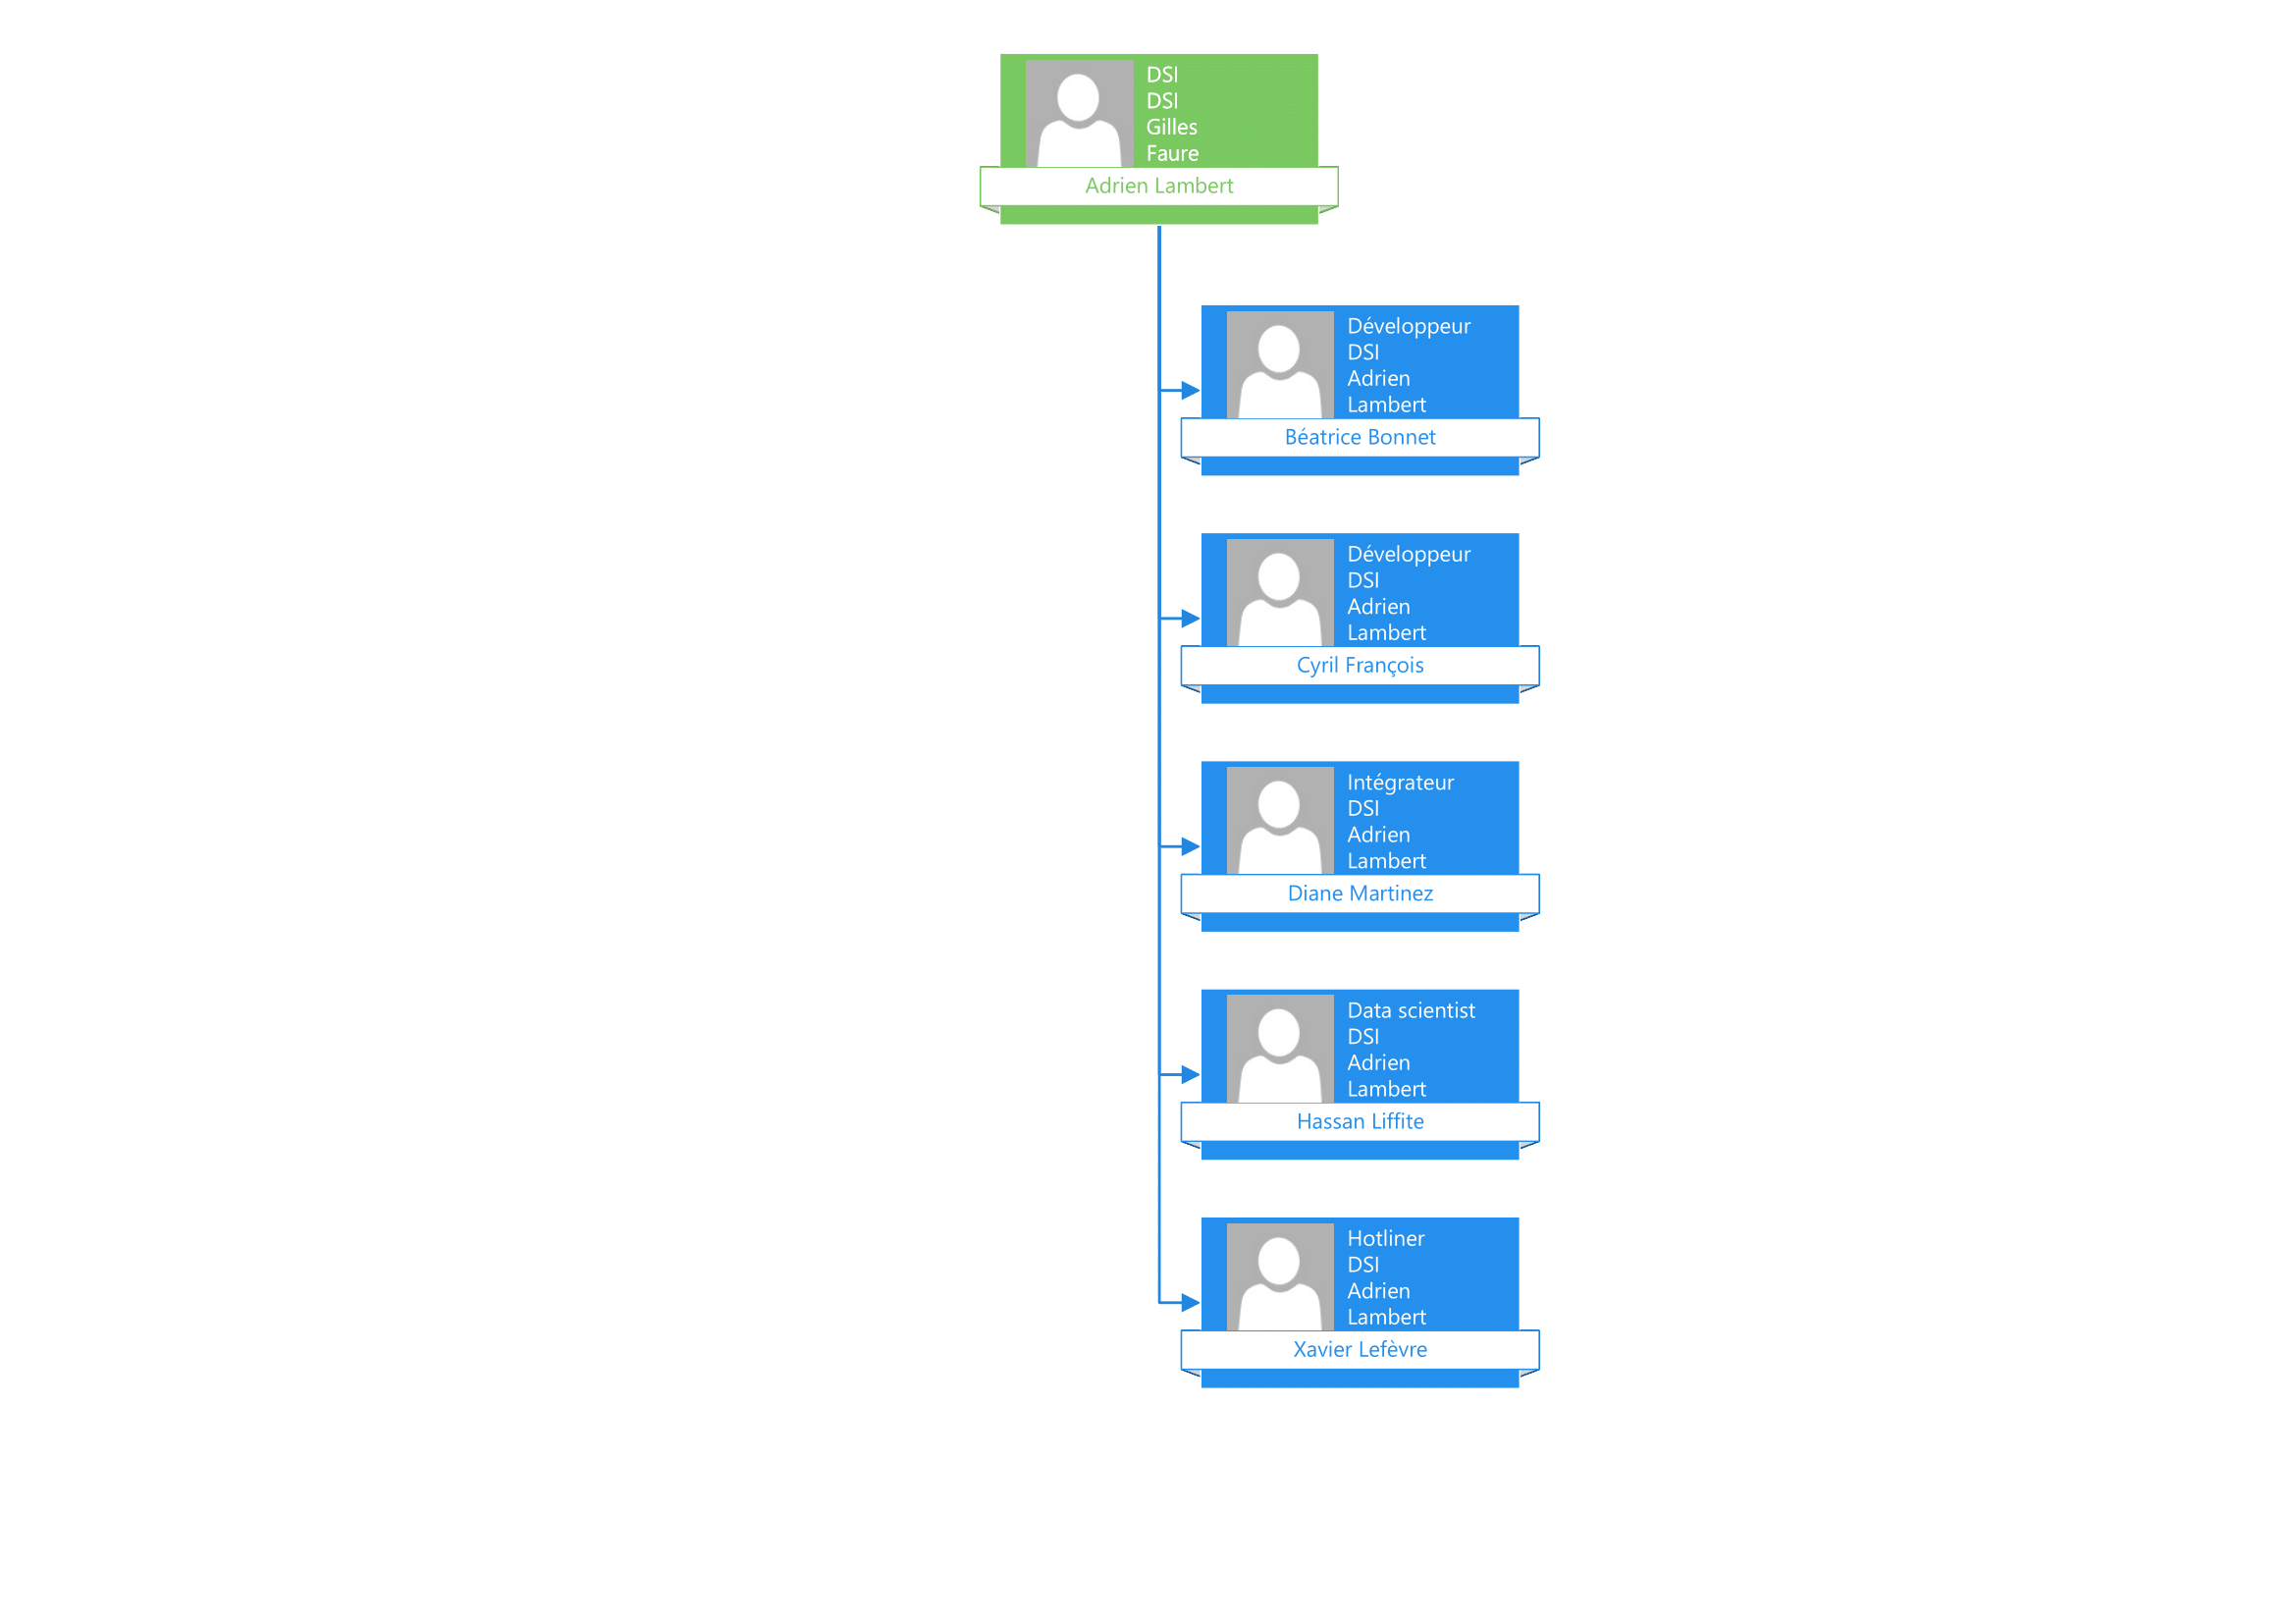 DSI
DSI
Gilles
Faure
Adrien Lambert
Développeur
DSI
Adrien
Lambert
Béatrice Bonnet
Développeur
DSI
Adrien
Lambert
Cyril François
Intégrateur
DSI
Adrien
Lambert
Diane Martinez
Data scientist
DSI
Adrien
Lambert
Hassan Liffite
Hotliner
DSI
Adrien
Lambert
Xavier Lefèvre